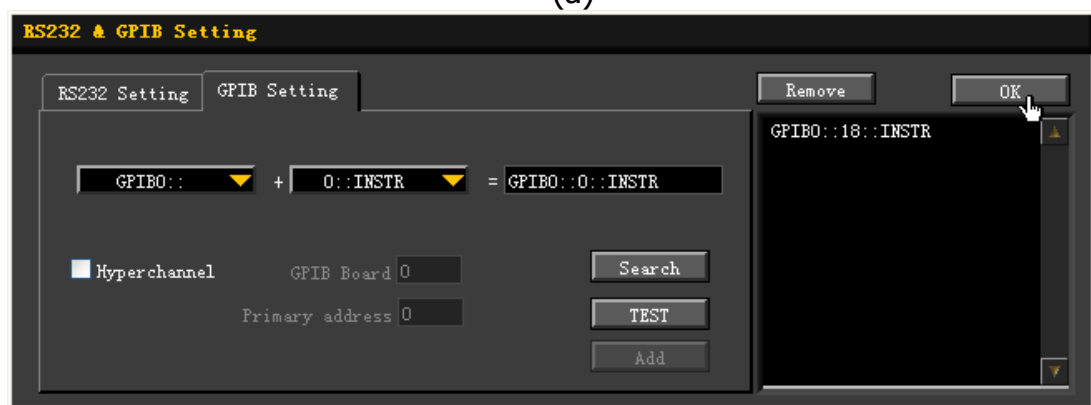 (d)
RS232 & GPIB Setting
RS232 Setting
GPIB Setting
Remove
OK
GPIB0::18::INSTR
GPIB0:: + 0::INSTR = GPIB0::0::INSTR
Hyperchannel
GPIB Board 0
Search
Primary address 0
TEST
Add